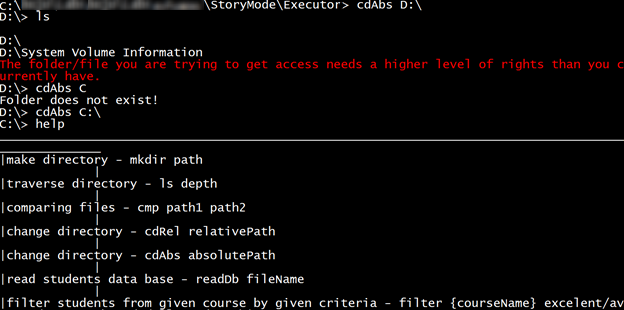 C:\ \StoryMode\Executor> cdAbs D:\
D:\> ls
D:\
D:\System Volume Information
The folder/file you are trying to get access needs a higher level of rights than you c
urrently have.
D:\> cdAbs C
Folder does not exist!
D:\> cdAbs C:\
C:\> help
|make directory - mkdir path
|
|traverse directory - ls depth
|
|comparing files - cmp path1 path2
|
|change directory - cdRel relativePath
|
|change directory - cdAbs absolutePath
|
|read students data base - readDb fileName
|
|filter students from given course by given criteria - filter {courseName} excelent/av